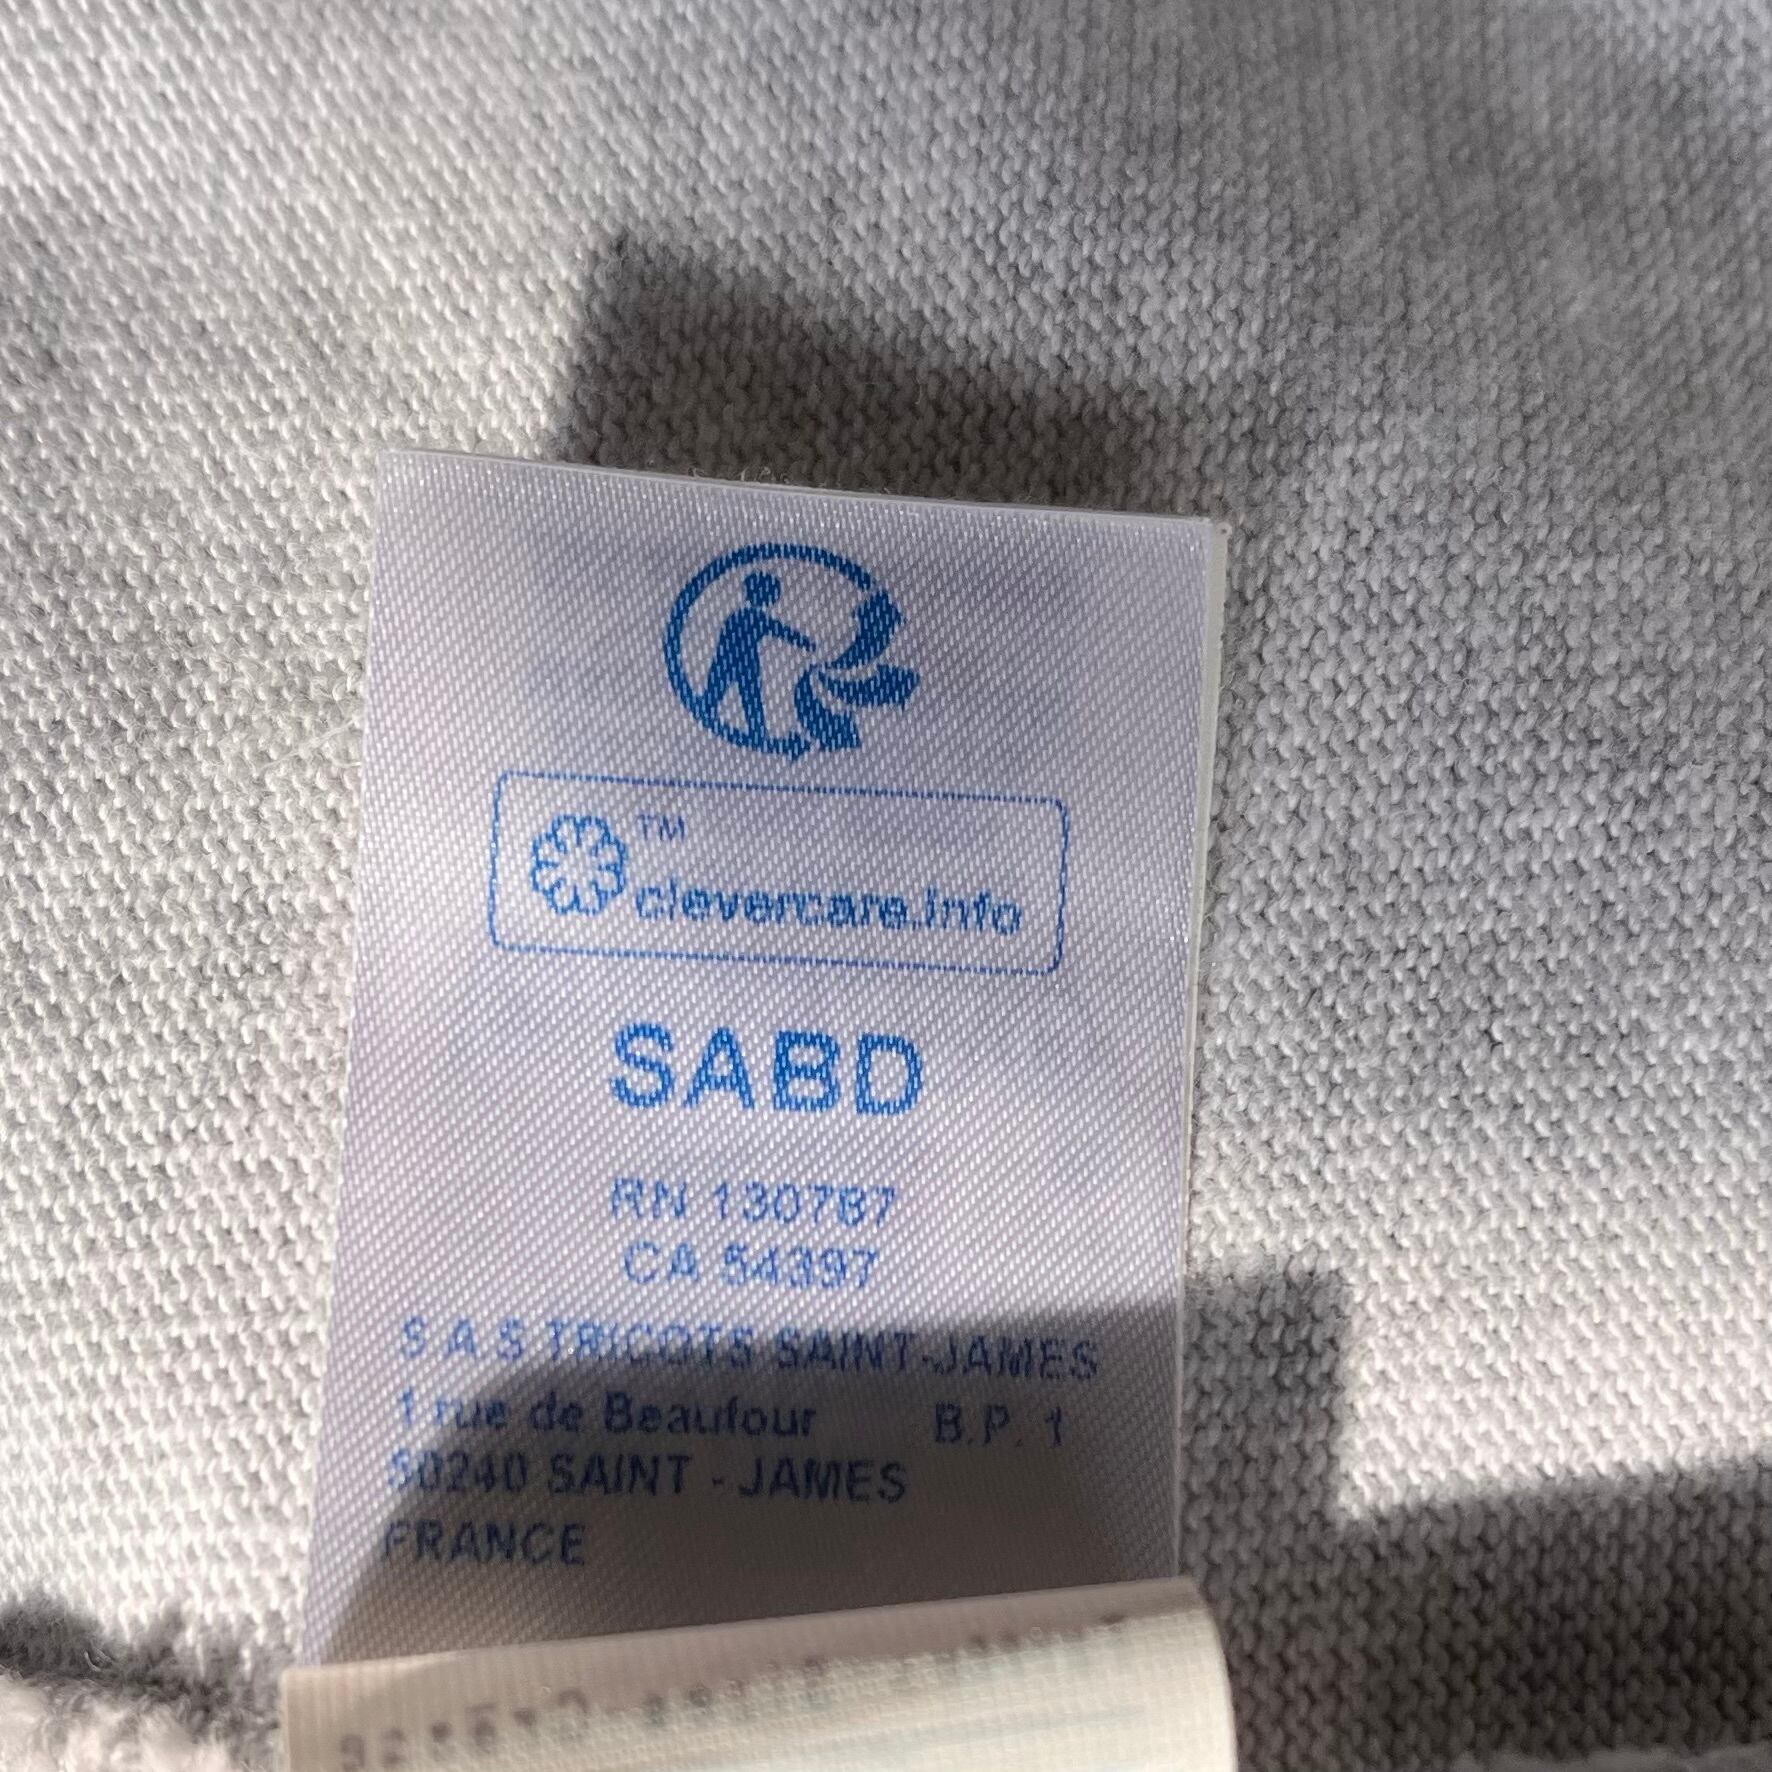 TM
clevercare.info
SABD
RN 130787
CA 54397
S A S TRICOTS SAINT-JAMES
1 rue de Beaufour B.P. 1
50240 SAINT - JAMES
FRANCE